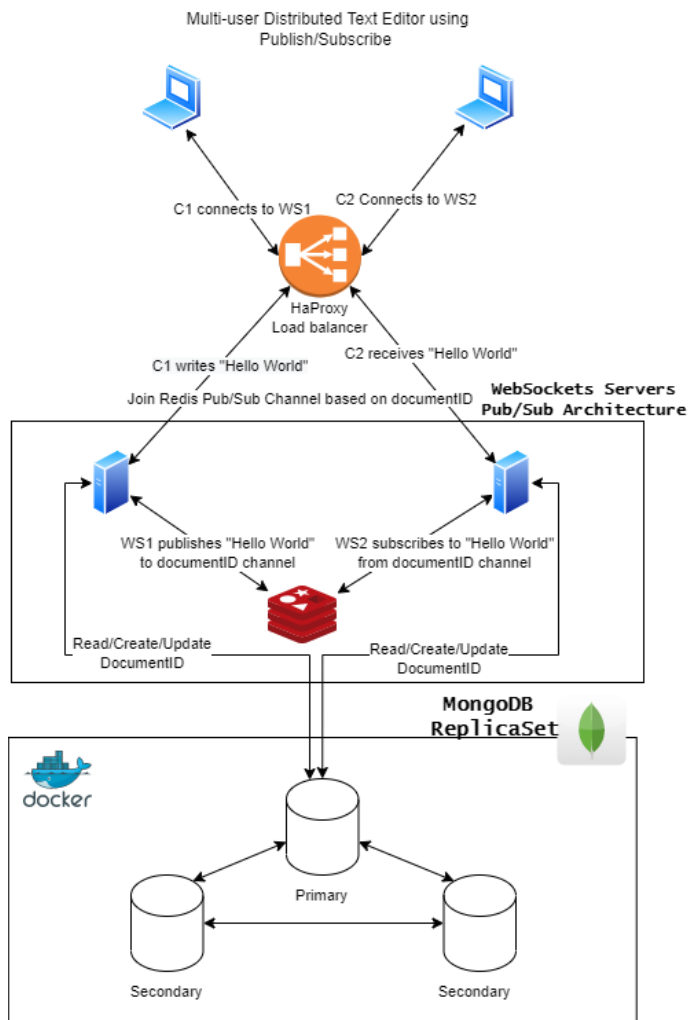 Multi-user Distributed Text Editor using
Publish/Subscribe
C1 connects to WS1
C2 Connects to WS2
HaProxy
Load balancer
C1 writes "Hello World"
C2 receives "Hello World"
Join Redis Pub/Sub Channel based on documentID
WebSockets Servers
Pub/Sub Architecture
WS1 publishes "Hello World"
to documentID channel
WS2 subscribes to "Hello World"
from documentID channel
Read/Create/Update
DocumentID
Read/Create/Update
DocumentID
MongoDB
ReplicaSet
docker
Primary
Secondary
Secondary